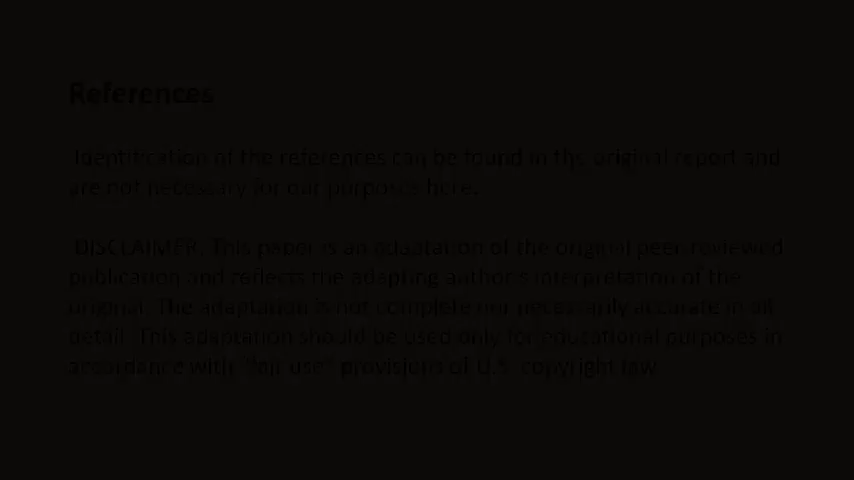 References
Identification of the references can be found in the original report and
are not necessary for our purposes here.
DISCLAIMER: This paper is an adaptation of the original peer-reviewed
publication and reflects the adapting author's interpretation of the
original. The adaptation is not complete nor necessarily accurate in all
detail. This adaptation should be used only for educational purposes in
accordance with "fair use" provisions of U.S. copyright law